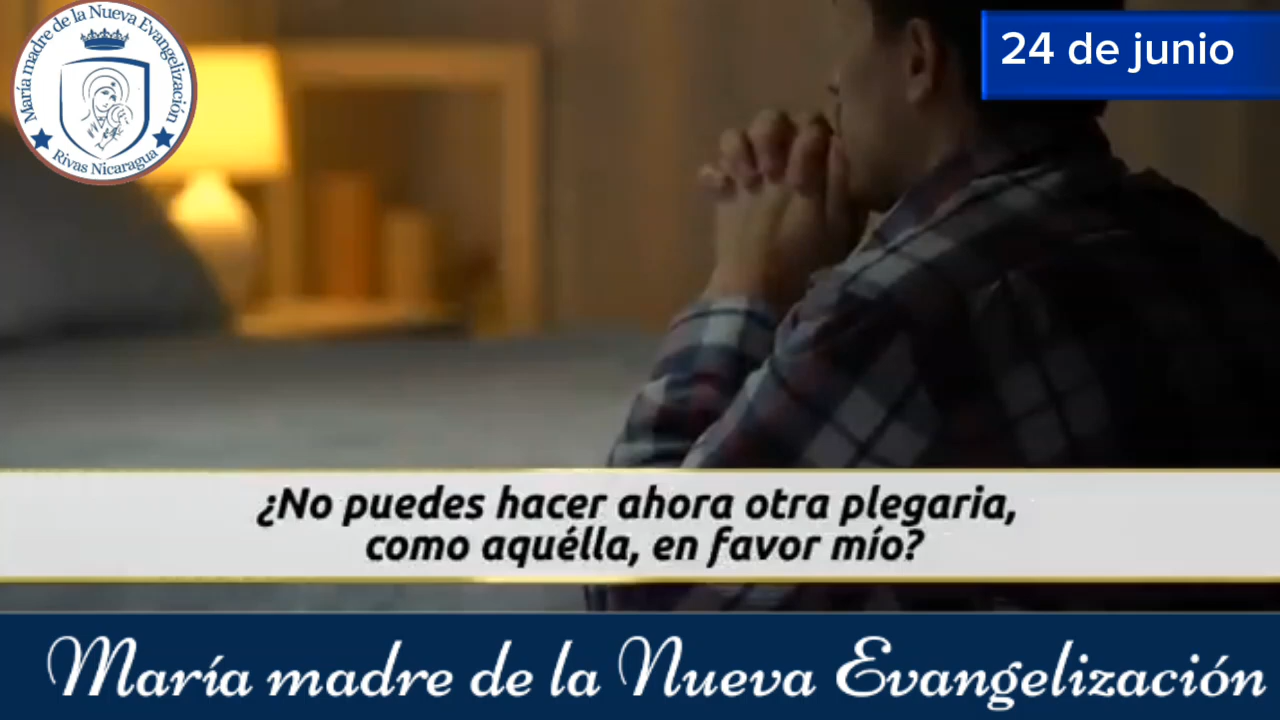 María madre de la Nueva Evangelización
Rivas Nicaragua
24 de junio
¿No puedes hacer ahora otra plegaria,
como aquélla, en favor mío?
María madre de la Nueva Evangelización